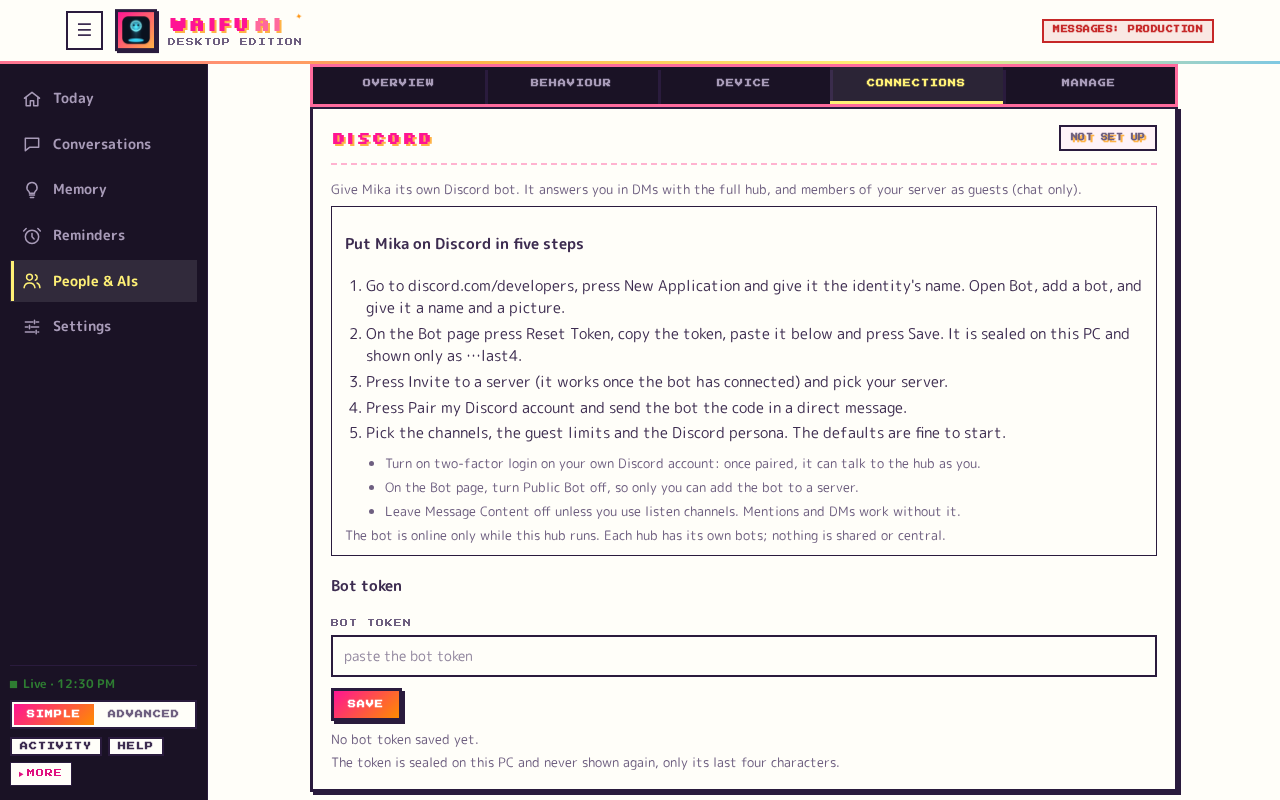 ☰
WAIFU AI
DESKTOP EDITION
MESSAGES: PRODUCTION
Today
Conversations
Memory
Reminders
People & AIs
Settings
Live · 12:30 PM
SIMPLE
ADVANCED
ACTIVITY
HELP
▸MORE
OVERVIEW
BEHAVIOUR
DEVICE
CONNECTIONS
MANAGE
DISCORD
NOT SET UP
Give Mika its own Discord bot. It answers you in DMs with the full hub, and members of your server as guests (chat only).
Put Mika on Discord in five steps
1. Go to discord.com/developers, press New Application and give it the identity's name. Open Bot, add a bot, and
give it a name and a picture.
2. On the Bot page press Reset Token, copy the token, paste it below and press Save. It is sealed on this PC and
shown only as …last4.
3. Press Invite to a server (it works once the bot has connected) and pick your server.
4. Press Pair my Discord account and send the bot the code in a direct message.
5. Pick the channels, the guest limits and the Discord persona. The defaults are fine to start.
• Turn on two-factor login on your own Discord account: once paired, it can talk to the hub as you.
• On the Bot page, turn Public Bot off, so only you can add the bot to a server.
• Leave Message Content off unless you use listen channels. Mentions and DMs work without it.
The bot is online only while this hub runs. Each hub has its own bots; nothing is shared or central.
Bot token
BOT TOKEN
paste the bot token
SAVE
No bot token saved yet.
The token is sealed on this PC and never shown again, only its last four characters.